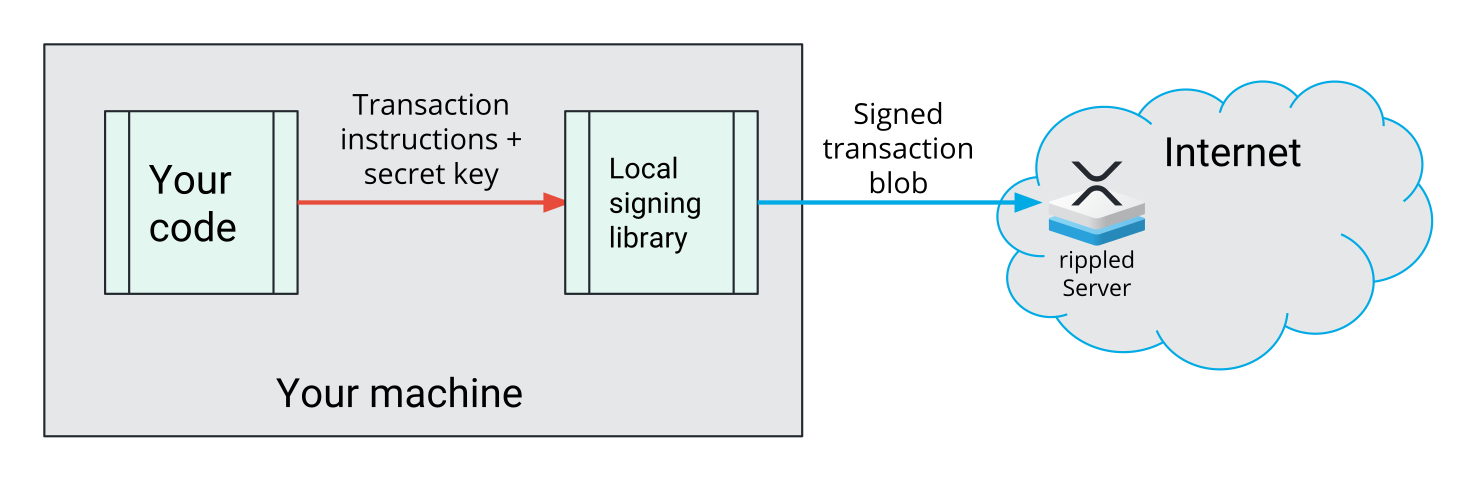 Transaction
instructions +
secret key
Your
code
Local
signing
library
Your machine
Signed
transaction
blob
Internet
rippled
Server